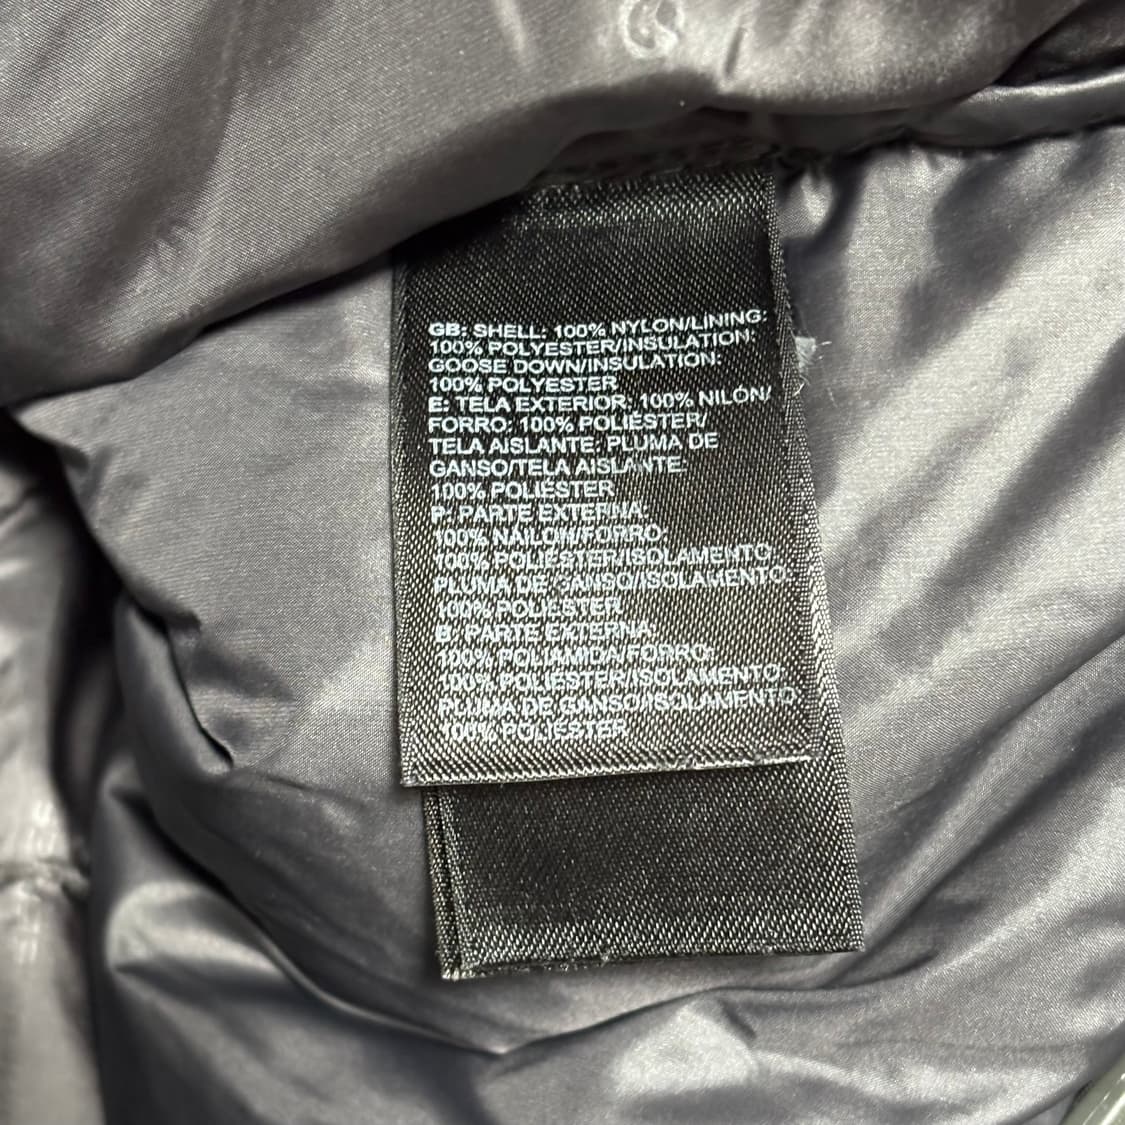 GB: SHELL: 100% NYLON/LINING:
100% POLYESTER/INSULATION:
GOOSE DOWN/INSULATION:
100% POLYESTER
E: TELA EXTERIOR: 100% NILÓN/
FORRO: 100% POLIÉSTER/
TELA AISLANTE: PLUMA DE
GANSO/TELA AISLANTE:
100% POLIÉSTER
P: PARTE EXTERNA:
100% NÁILON/FORRO:
100% POLIÉSTER/ISOLAMENTO:
PLUMA DE GANSO/ISOLAMENTO:
100% POLIÉSTER
B: PARTE EXTERNA:
100% POLIAMIDA/FORRO:
100% POLIÉSTER/ISOLAMENTO:
PLUMA DE GANSO/ISOLAMENTO:
100% POLIÉSTER